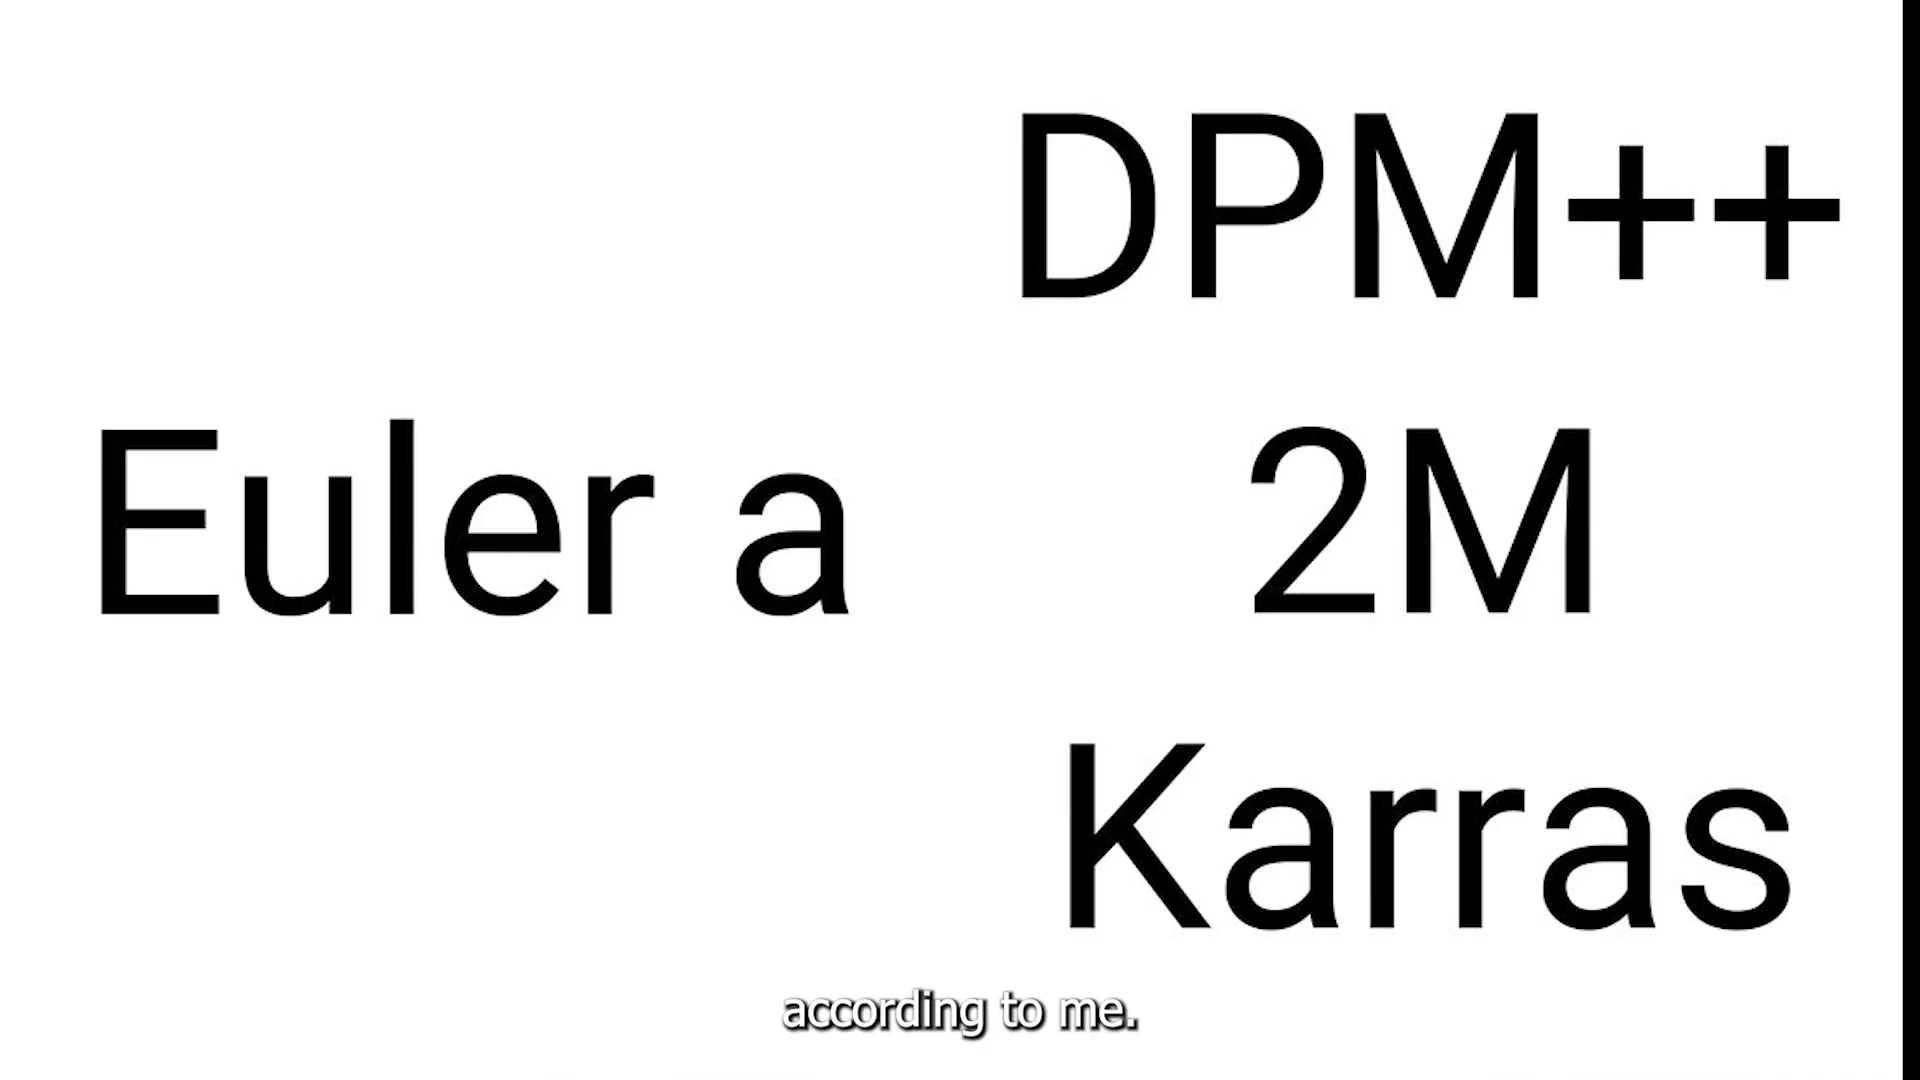 Euler a
DPM++
2M
Karras
according to me.